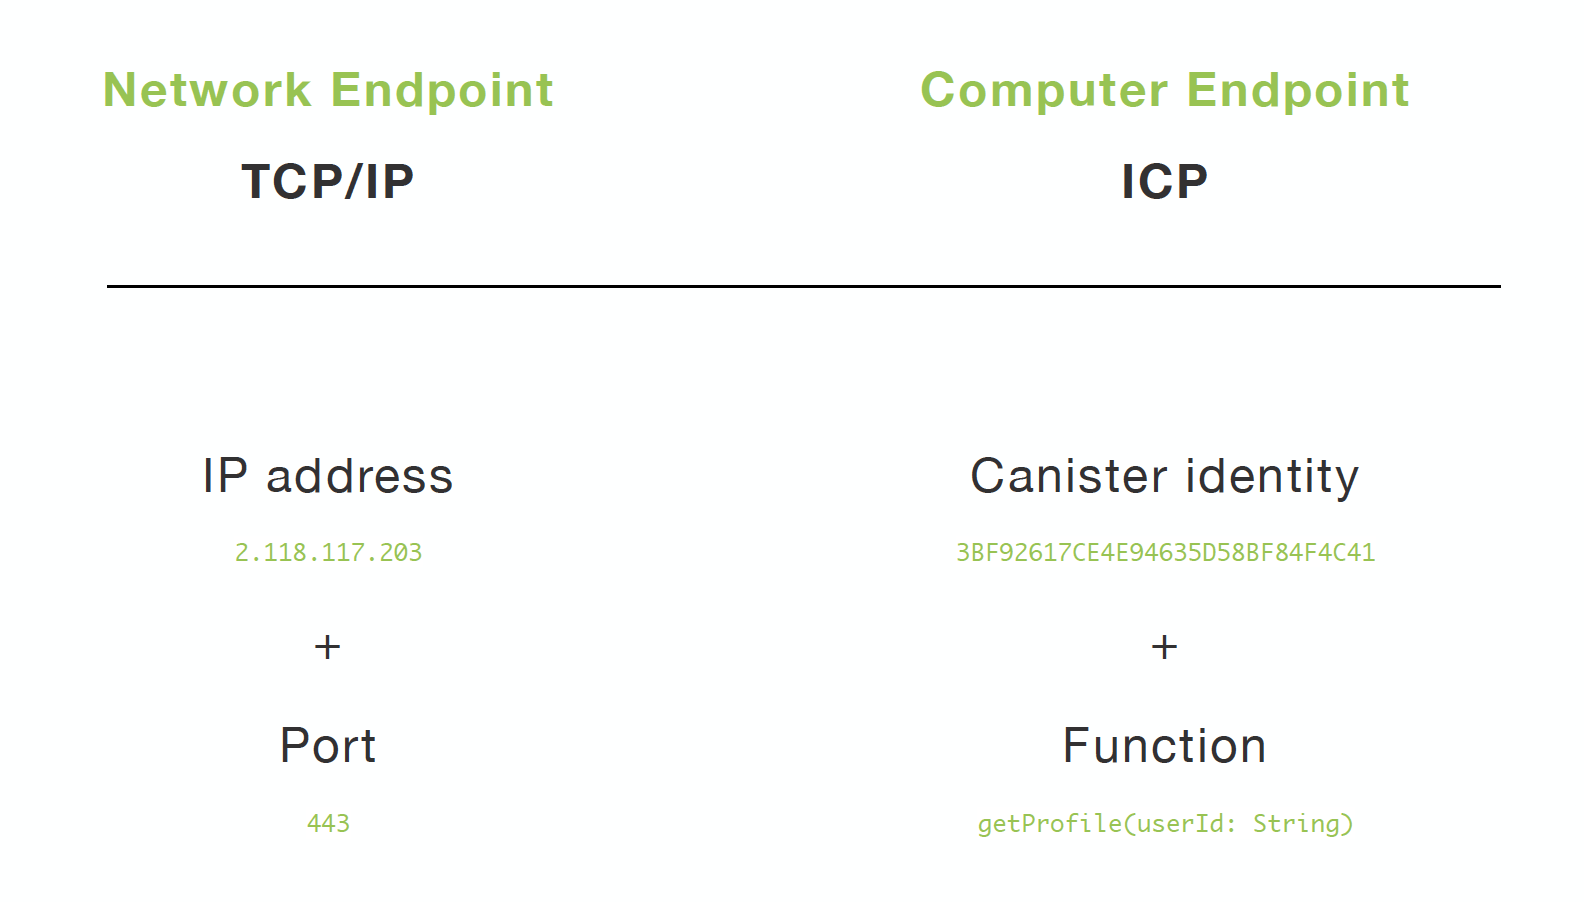 Network Endpoint
TCP/IP
Computer Endpoint
ICP
IP address
2.118.117.203
+
Port
443
Canister identity
3BF92617CE4E94635D58BF84F4C41
+
Function
getProfile(userId: String)